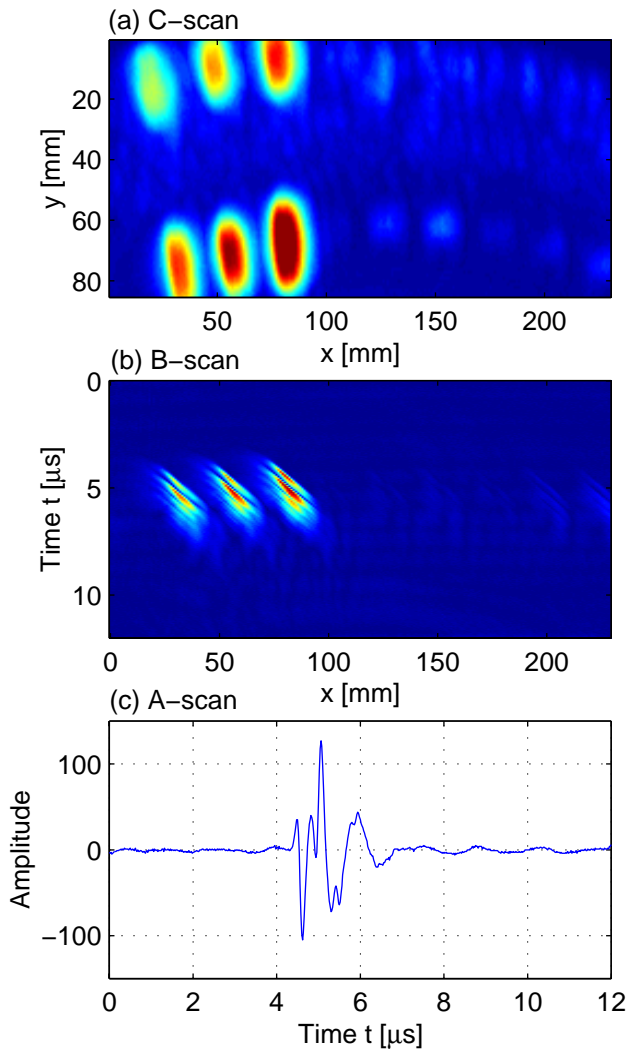 (a) C−scan
20
40
60
80
y [mm]
50 100 150 200
x [mm]
(b) B−scan
0
5
10
Time t [μs]
0 50 100 150 200
x [mm]
(c) A−scan
100
0
−100
Amplitude
0 2 4 6 8 10 12
Time t [μs]